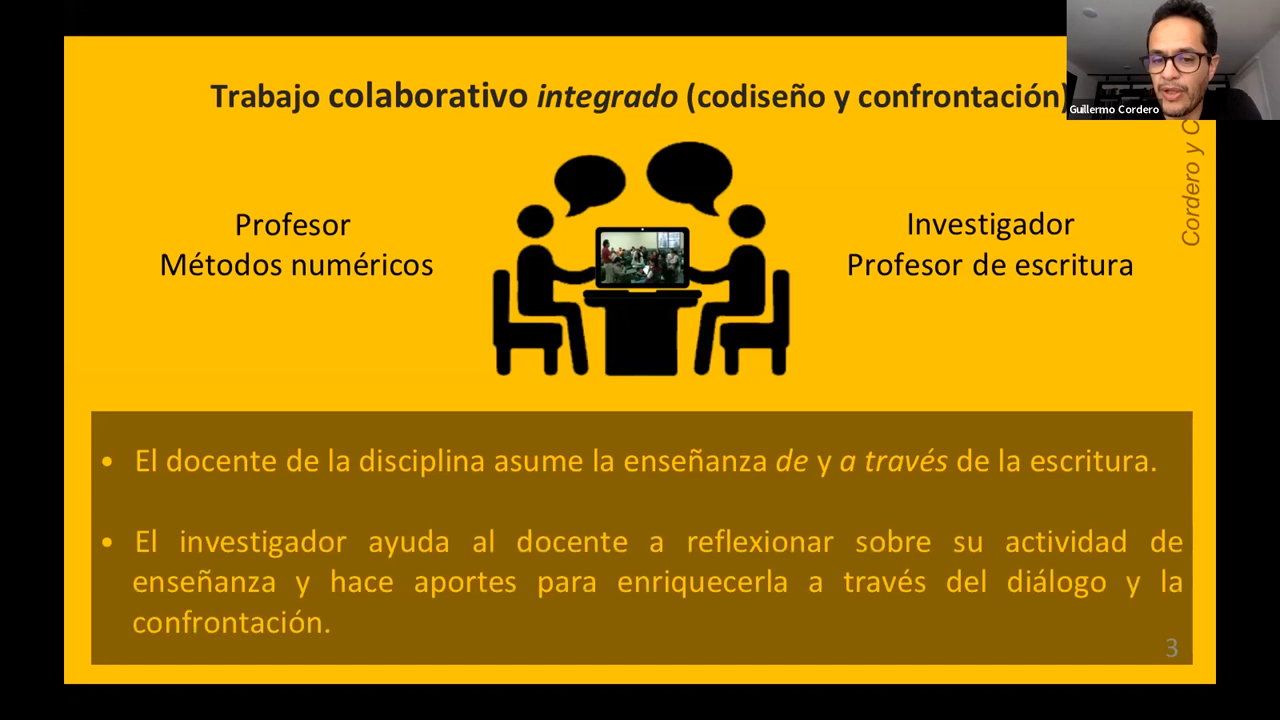 Trabajo colaborativo integrado (codiseño y confrontación)
Guillermo Cordero
Cordero y
Profesor
Métodos numéricos
Investigador
Profesor de escritura
• El docente de la disciplina asume la enseñanza de y a través de la escritura.
• El investigador ayuda al docente a reflexionar sobre su actividad de
enseñanza y hace aportes para enriquecerla a través del diálogo y la
confrontación.
3